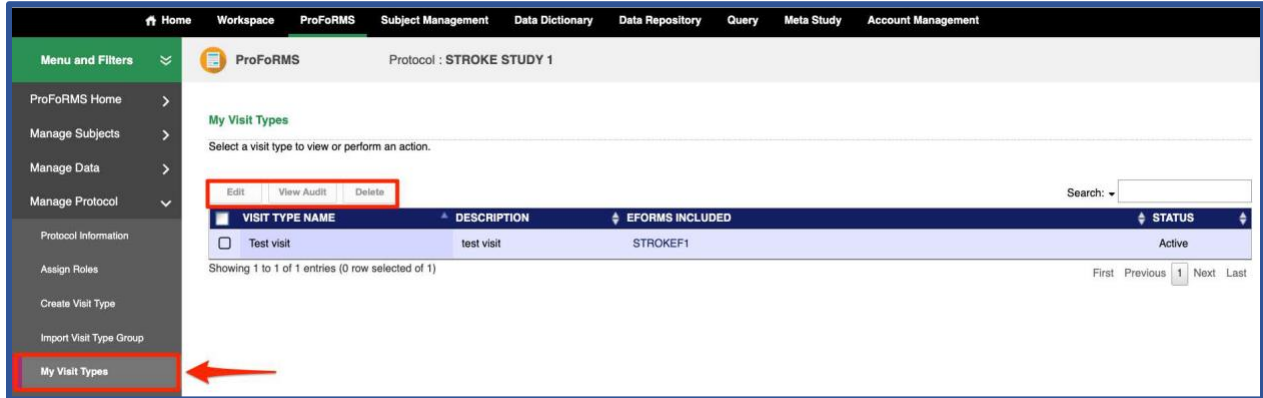 Home Workspace ProFoRMS Subject Management Data Dictionary Data Repository Query Meta Study Account Management
Menu and Filters
ProFoRMS Protocol : STROKE STUDY 1
ProFoRMS Home
Manage Subjects
Manage Data
Manage Protocol
Protocol Information
Assign Roles
Create Visit Type
Import Visit Type Group
My Visit Types
My Visit Types
Select a visit type to view or perform an action.
Edit View Audit Delete Search:
VISIT TYPE NAME DESCRIPTION EFORMS INCLUDED STATUS
Test visit test visit STROKEF1 Active
Showing 1 to 1 of 1 entries (0 row selected of 1) First Previous 1 Next Last